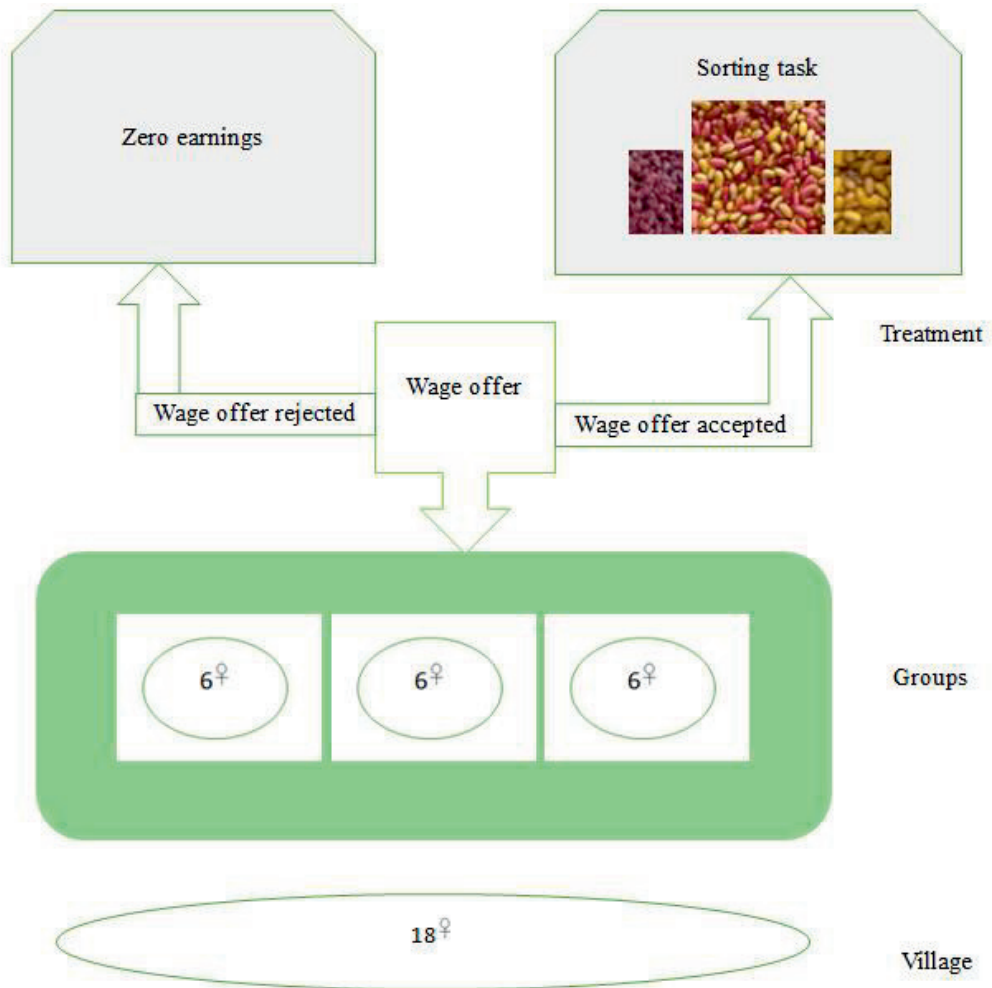 Zero earnings
Sorting task
Treatment
Wage offer
Wage offer rejected
Wage offer accepted
6♀
6♀
6♀
Groups
18♀
Village